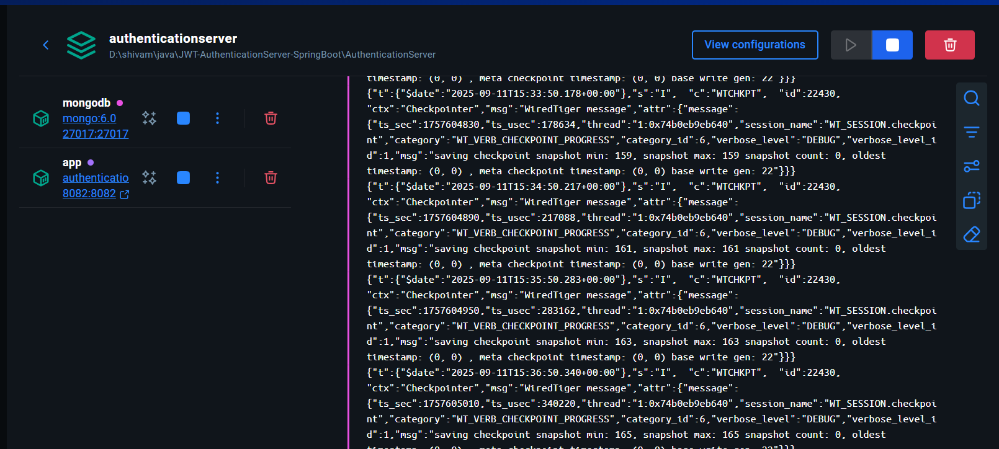 authenticationserver
D:\shivam\java\JWT-AuthenticationServer-SpringBoot\AuthenticationServer
View configurations
mongodb
mongo:6.0
27017:27017
app
authenticatio
8082:8082
timestamp: (0, 0) , meta checkpoint timestamp: (0, 0) base write gen: 22"}}}
{"t":{"$date":"2025-09-11T15:33:50.178+00:00"},"s":"I",  "c":"WTCHKPT",  "id":22430,
"ctx":"Checkpointer","msg":"WiredTiger message","attr":{"message":
{"ts_sec":1757604830,"ts_usec":178634,"thread":"1:0x74b0eb9eb640","session_name":"WT_SESSION.checkpoi
nt","category":"WT_VERB_CHECKPOINT_PROGRESS","category_id":6,"verbose_level":"DEBUG","verbose_level_i
d":1,"msg":"saving checkpoint snapshot min: 159, snapshot max: 159 snapshot count: 0, oldest
timestamp: (0, 0) , meta checkpoint timestamp: (0, 0) base write gen: 22"}}}
{"t":{"$date":"2025-09-11T15:34:50.217+00:00"},"s":"I",  "c":"WTCHKPT",  "id":22430,
"ctx":"Checkpointer","msg":"WiredTiger message","attr":{"message":
{"ts_sec":1757604890,"ts_usec":217088,"thread":"1:0x74b0eb9eb640","session_name":"WT_SESSION.checkpoi
nt","category":"WT_VERB_CHECKPOINT_PROGRESS","category_id":6,"verbose_level":"DEBUG","verbose_level_i
d":1,"msg":"saving checkpoint snapshot min: 161, snapshot max: 161 snapshot count: 0, oldest
timestamp: (0, 0) , meta checkpoint timestamp: (0, 0) base write gen: 22"}}}
{"t":{"$date":"2025-09-11T15:35:50.283+00:00"},"s":"I",  "c":"WTCHKPT",  "id":22430,
"ctx":"Checkpointer","msg":"WiredTiger message","attr":{"message":
{"ts_sec":1757604950,"ts_usec":283162,"thread":"1:0x74b0eb9eb640","session_name":"WT_SESSION.checkpoi
nt","category":"WT_VERB_CHECKPOINT_PROGRESS","category_id":6,"verbose_level":"DEBUG","verbose_level_i
d":1,"msg":"saving checkpoint snapshot min: 163, snapshot max: 163 snapshot count: 0, oldest
timestamp: (0, 0) , meta checkpoint timestamp: (0, 0) base write gen: 22"}}}
{"t":{"$date":"2025-09-11T15:36:50.340+00:00"},"s":"I",  "c":"WTCHKPT",  "id":22430,
"ctx":"Checkpointer","msg":"WiredTiger message","attr":{"message":
{"ts_sec":1757605010,"ts_usec":340220,"thread":"1:0x74b0eb9eb640","session_name":"WT_SESSION.checkpoi
nt","category":"WT_VERB_CHECKPOINT_PROGRESS","category_id":6,"verbose_level":"DEBUG","verbose_level_i
d":1,"msg":"saving checkpoint snapshot min: 165, snapshot max: 165 snapshot count: 0, oldest